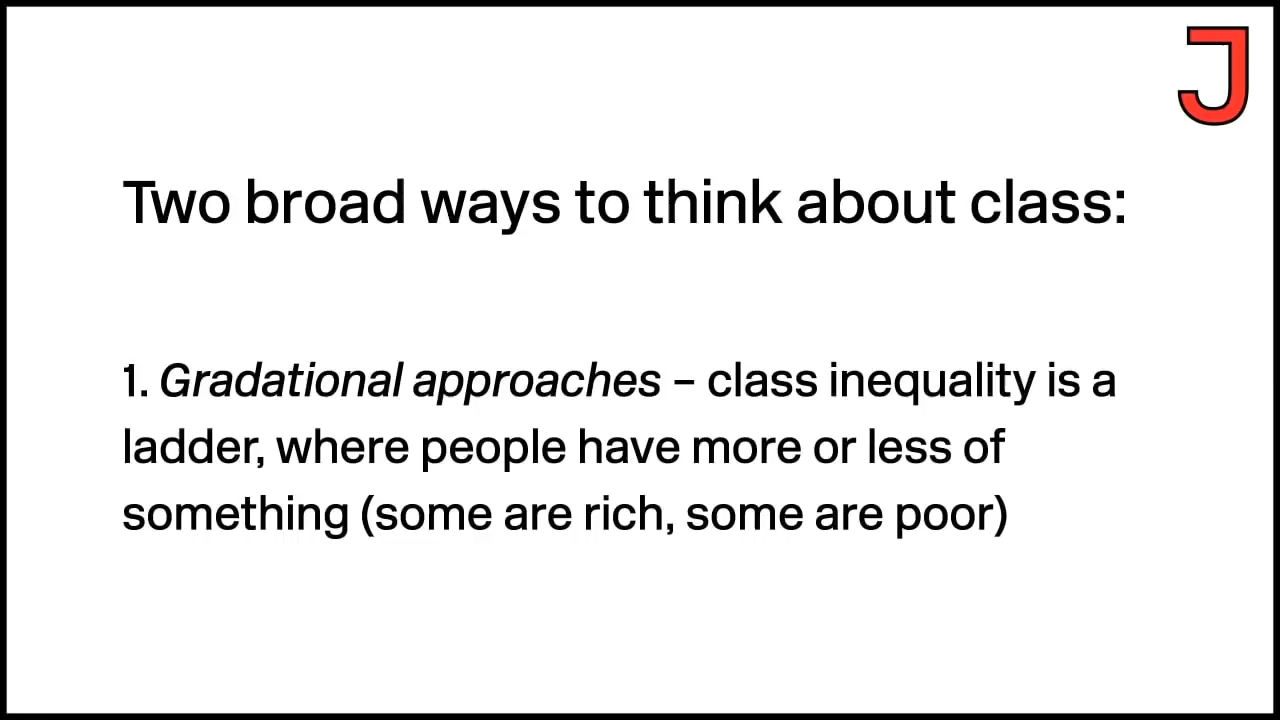 J
Two broad ways to think about class:
1. Gradational approaches – class inequality is a
ladder, where people have more or less of
something (some are rich, some are poor)